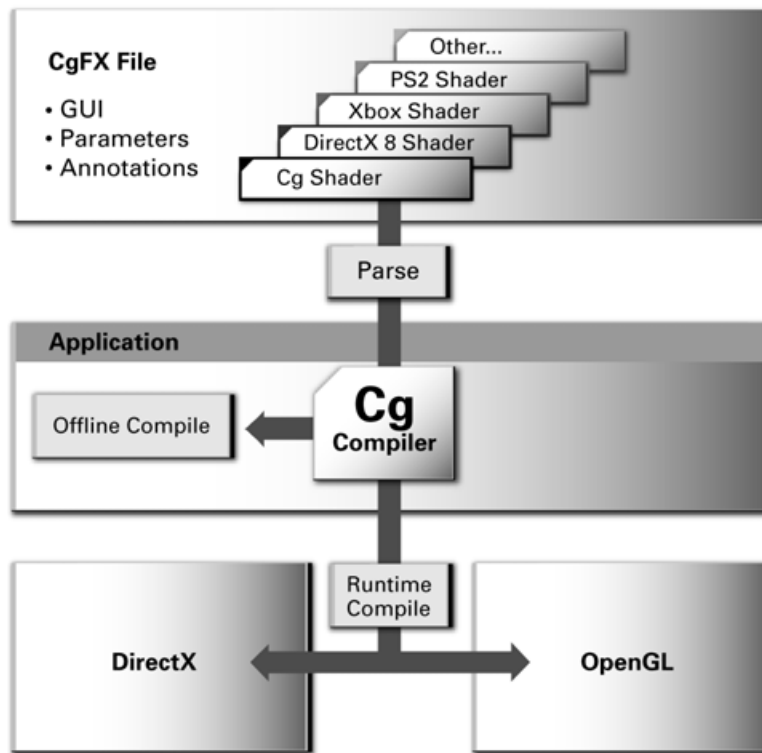 CgFX File
• GUI
• Parameters
• Annotations
Other...
PS2 Shader
Xbox Shader
DirectX 8 Shader
Cg Shader
Parse
Application
Offline Compile
Cg
Compiler
Runtime
Compile
DirectX
OpenGL